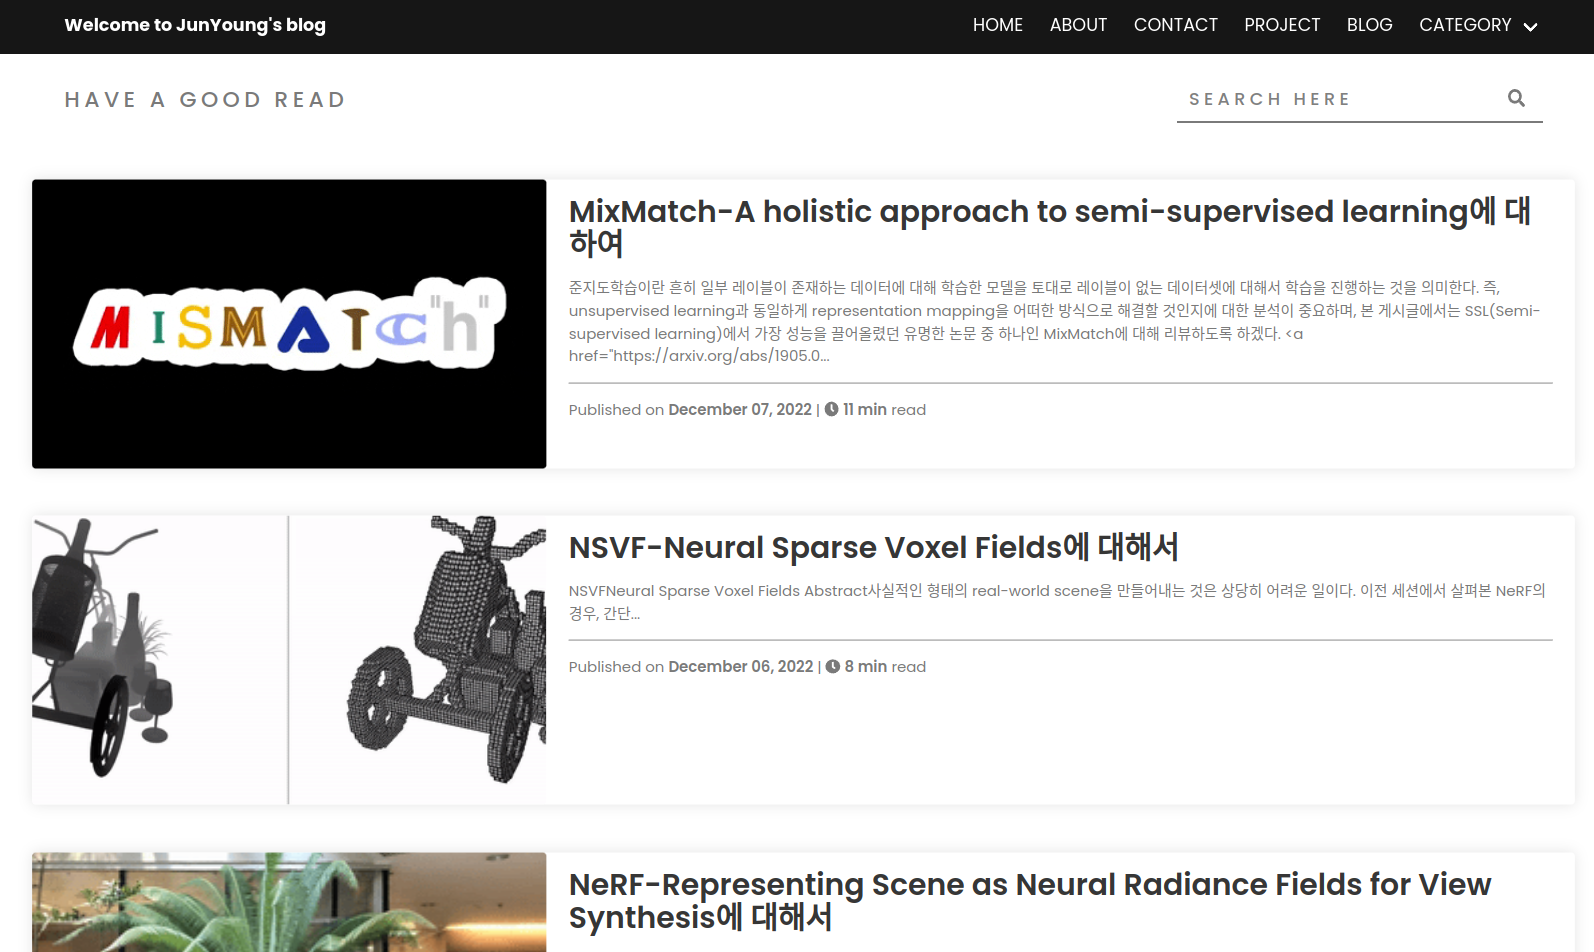 Welcome to JunYoung's blog
HOME ABOUT CONTACT PROJECT BLOG CATEGORY
HAVE A GOOD READ
SEARCH HERE
MISMATC"h"
MixMatch-A holistic approach to semi-supervised learning에 대
하여
준지도학습이란 흔히 일부 레이블이 존재하는 데이터에 대해 학습한 모델을 토대로 레이블이 없는 데이터셋에 대해서 학습을 진행하는 것을 의미한다. 즉,
unsupervised learning과 동일하게 representation mapping을 어떠한 방식으로 해결할 것인지에 대한 분석이 중요하며, 본 게시글에서는 SSL(Semi-
supervised learning)에서 가장 성능을 끌어올렸던 유명한 논문 중 하나인 MixMatch에 대해 리뷰하도록 하겠다. <a
href="https://arxiv.org/abs/1905.0...
Published on December 07, 2022 | 11 min read
NSVF-Neural Sparse Voxel Fields에 대해서
NSVFNeural Sparse Voxel Fields Abstract사실적인 형태의 real-world scene을 만들어내는 것은 상당히 어려운 일이다. 이전 세션에서 살펴본 NeRF의
경우, 간단...
Published on December 06, 2022 | 8 min read
NeRF-Representing Scene as Neural Radiance Fields for View
Synthesis에 대해서